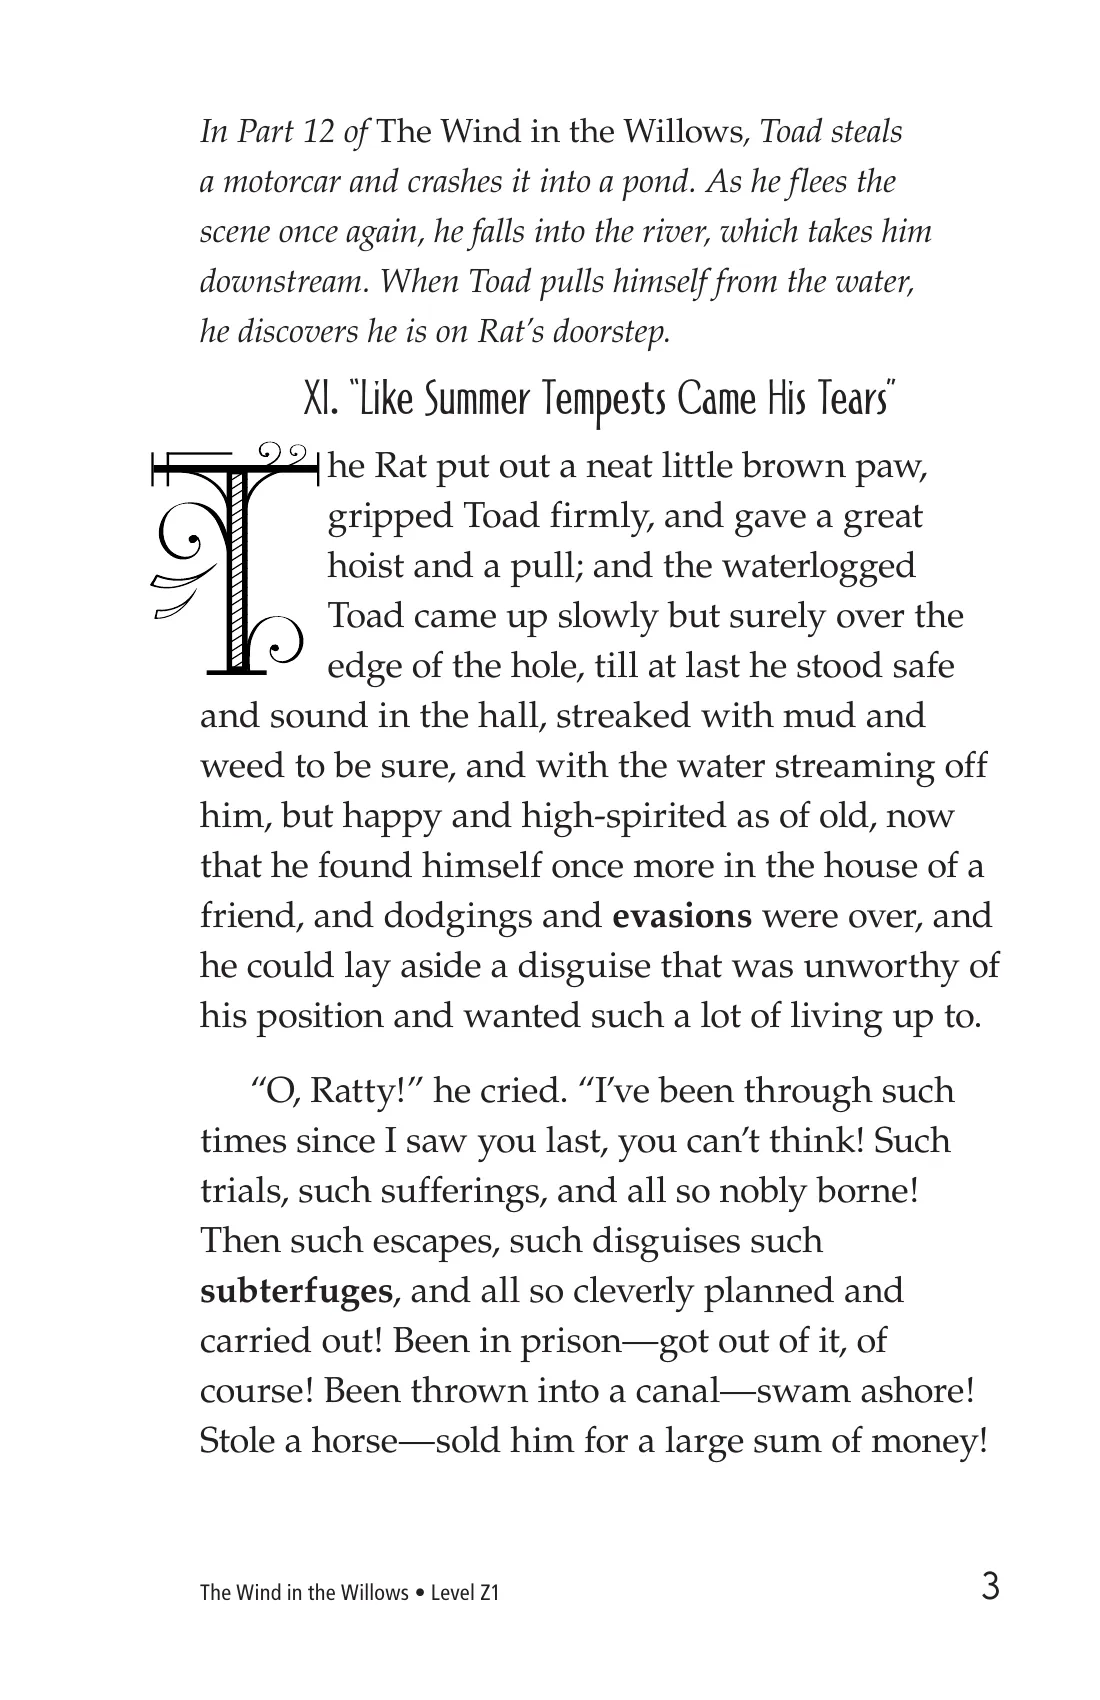 In Part 12 of The Wind in the Willows, Toad steals
a motorcar and crashes it into a pond. As he flees the
scene once again, he falls into the river, which takes him
downstream. When Toad pulls himself from the water,
he discovers he is on Rat’s doorstep.
XI. “Like Summer Tempests Came His Tears”
The Rat put out a neat little brown paw,
gripped Toad firmly, and gave a great
hoist and a pull; and the waterlogged
Toad came up slowly but surely over the
edge of the hole, till at last he stood safe
and sound in the hall, streaked with mud and
weed to be sure, and with the water streaming off
him, but happy and high-spirited as of old, now
that he found himself once more in the house of a
friend, and dodgings and evasions were over, and
he could lay aside a disguise that was unworthy of
his position and wanted such a lot of living up to.
“O, Ratty!” he cried. “I’ve been through such
times since I saw you last, you can’t think! Such
trials, such sufferings, and all so nobly borne!
Then such escapes, such disguises such
subterfuges, and all so cleverly planned and
carried out! Been in prison—got out of it, of
course! Been thrown into a canal—swam ashore!
Stole a horse—sold him for a large sum of money!
The Wind in the Willows • Level Z1
3